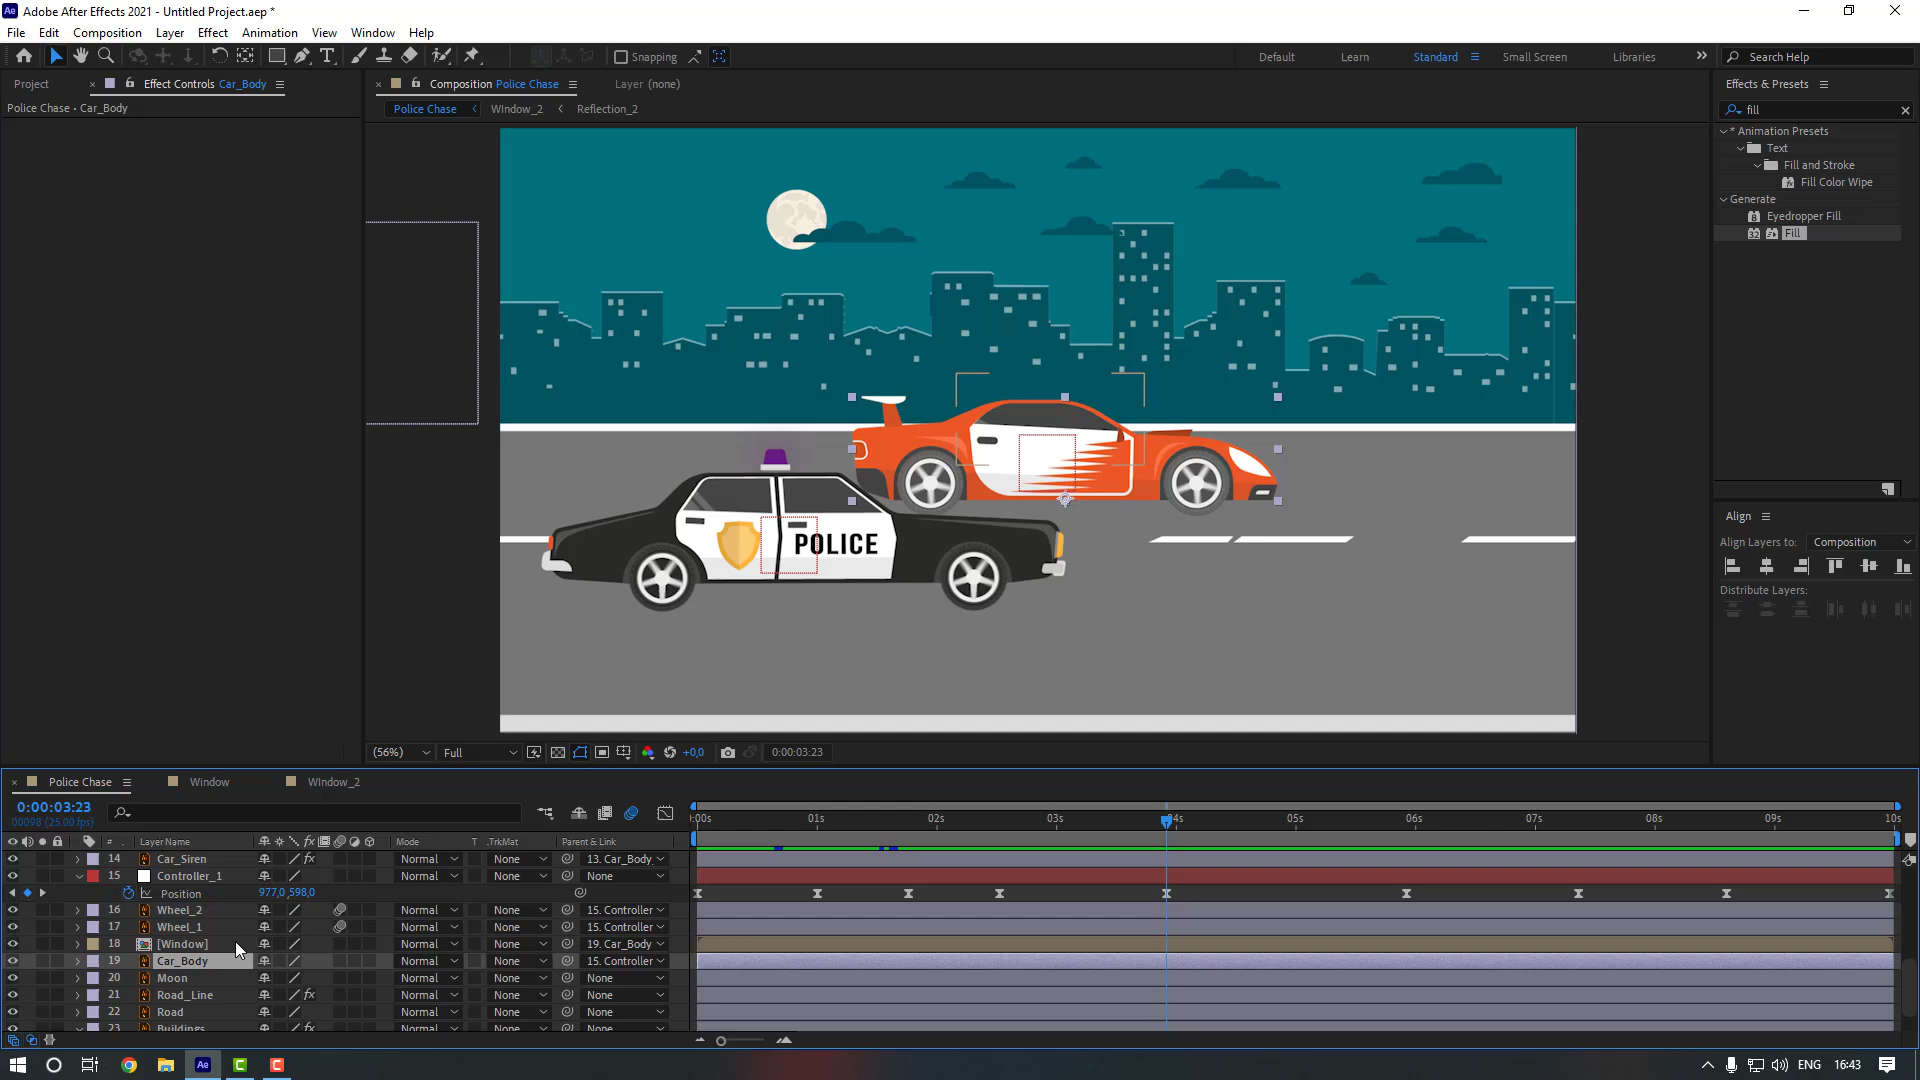 Ae Adobe After Effects 2021 - Untitled Project.aep *
File Edit Composition Layer Effect Animation View Window Help
Snapping Default Learn Standard Small Screen Libraries Search Help
Project Effect Controls Car_Body
Composition Police Chase Layer (none) Effects & Presets
Police Chase • Car_Body
Police Chase WIndow_2 Reflection_2
fill
* Animation Presets
Text
Fill and Stroke
Fill Color Wipe
Generate
Eyedropper Fill
Fill
POLICE
Align
Align Layers to: Composition
Distribute Layers:
(56%) Full +0,0 0:00:03:23
Police Chase Window WIndow_2
0:00:03:23
00098 (25.00 fps)
:00s 01s 02s 03s 04s 05s 06s 07s 08s 09s 10s
# Layer Name Mode T .TrkMat Parent & Link
14 Car_Siren Normal None 13. Car_Body
15 Controller_1 Normal None None
Position 977,0,598,0
16 Wheel_2 Normal None 15. Controller
17 Wheel_1 Normal None 15. Controller
18 [Window] Normal None 19. Car_Body
19 Car_Body Normal None 15. Controller
20 Moon Normal None None
21 Road_Line Normal None None
22 Road Normal None None
23 Buildings Normal None None
Ae ENG 16:43